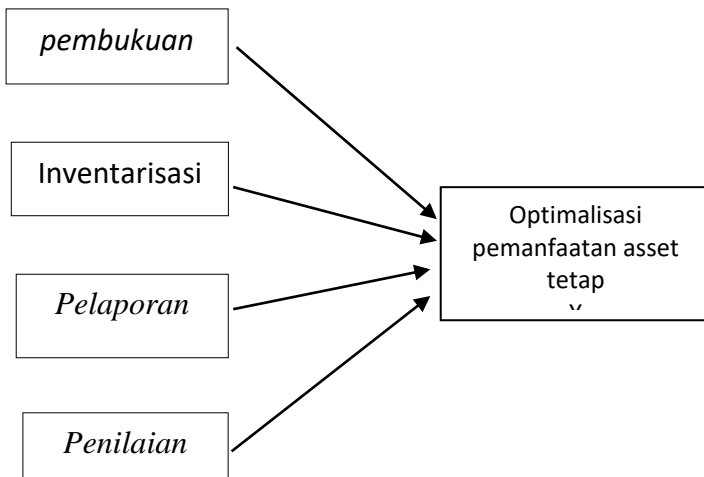 pembukuan
Inventarisasi
Pelaporan
Penilaian
Optimalisasi
pemanfaatan asset
tetap